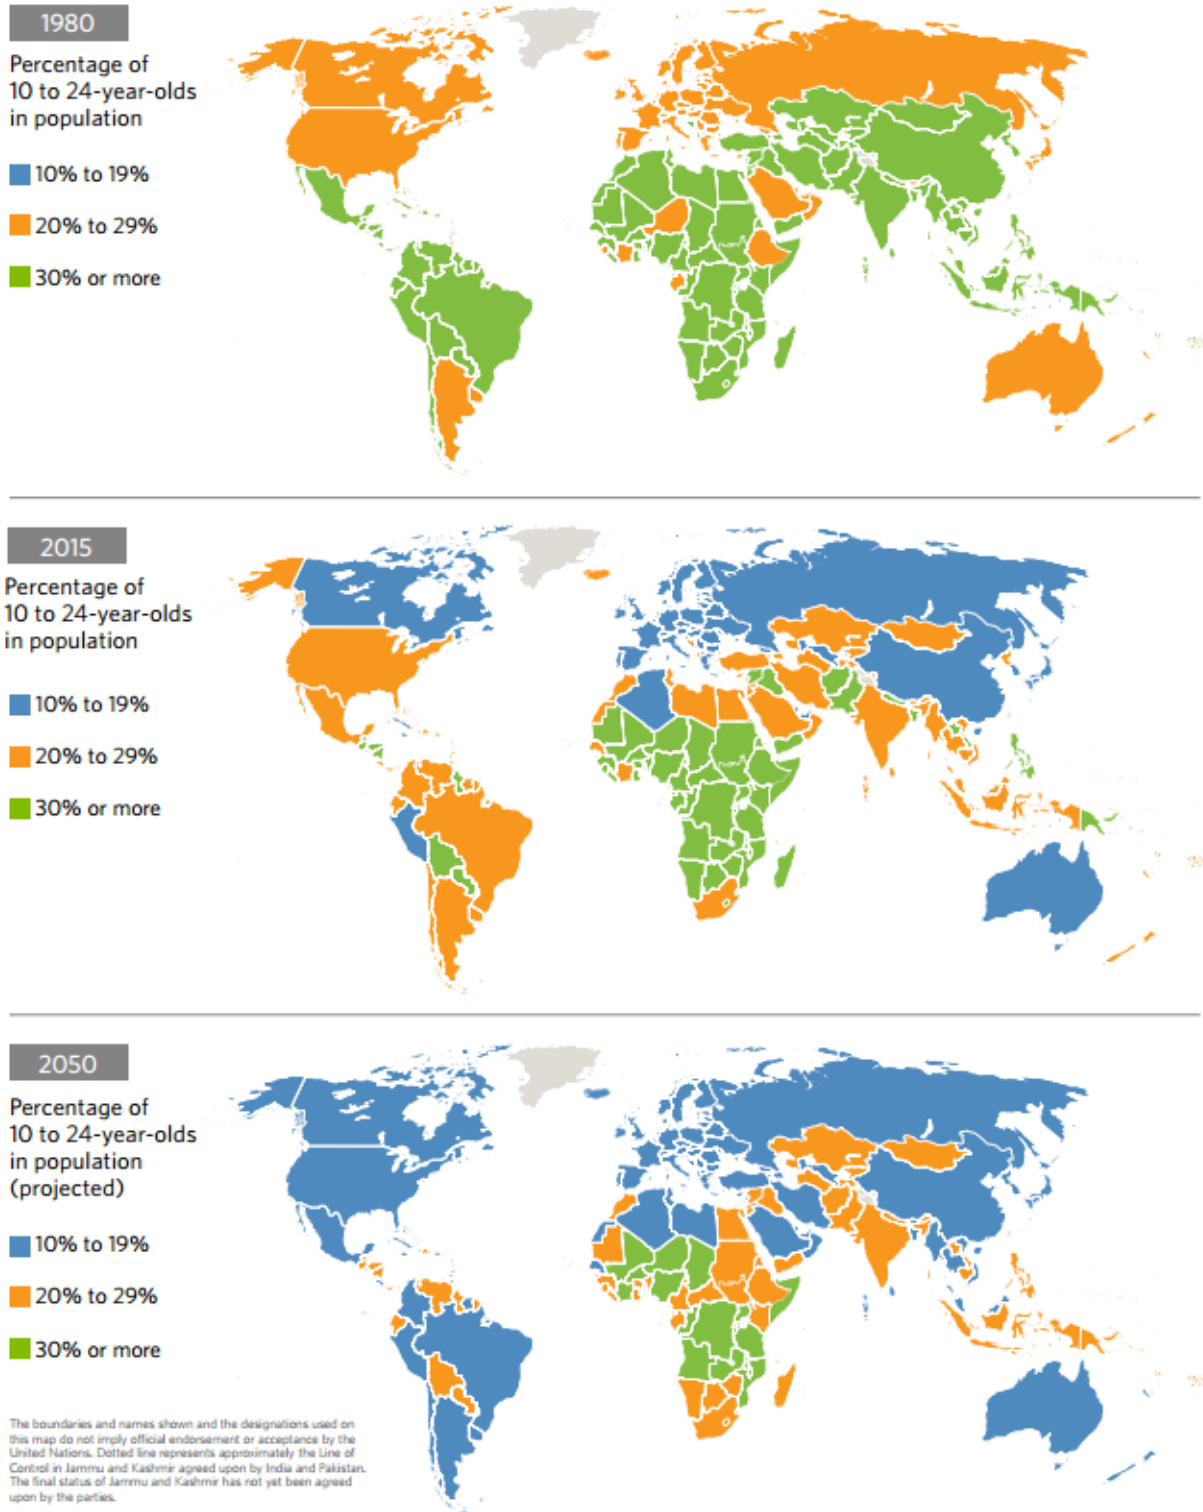 1980
Percentage of
10 to 24-year-olds
in population
10% to 19%
20% to 29%
30% or more
2015
Percentage of
10 to 24-year-olds
in population
10% to 19%
20% to 29%
30% or more
2050
Percentage of
10 to 24-year-olds
in population
(projected)
10% to 19%
20% to 29%
30% or more
The boundaries and names shown and the designations used on
this map do not imply official endorsement or acceptance by the
United Nations. Dotted line represents approximately the Line of
Control in Jammu and Kashmir agreed upon by India and Pakistan.
The final status of Jammu and Kashmir has not yet been agreed
upon by the parties.